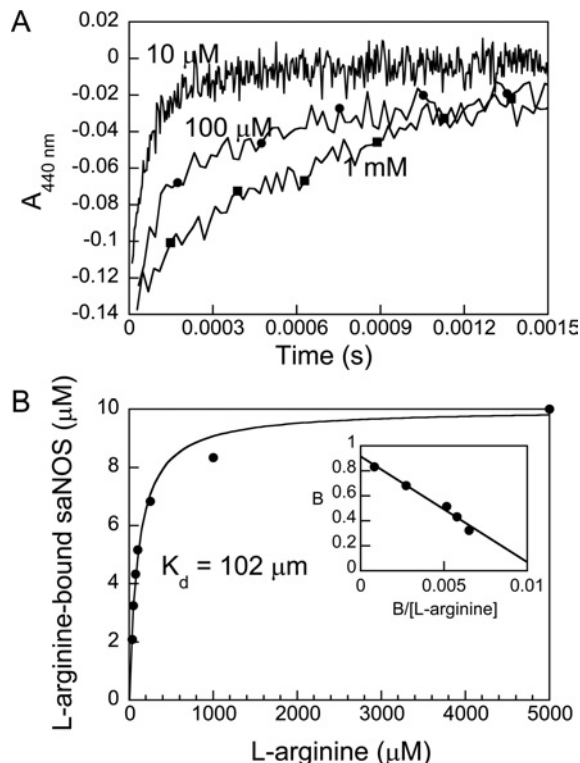 A
10 μM
100 μM
1 mM
0
-0.02
-0.04
-0.06
-0.08
-0.1
-0.12
-0.14
A440 nm
0 0.0003 0.0006 0.0009 0.0012 0.0015
Time (s)
B
L-arginine-bound saNOS (μM)
10
8
6
4
2
0
Kd = 102 μm
1
0.8
0.6
0.4
0.2
0
B
0 0.005 0.01
B/[L-arginine]
0 1000 2000 3000 4000 5000
L-arginine (μM)